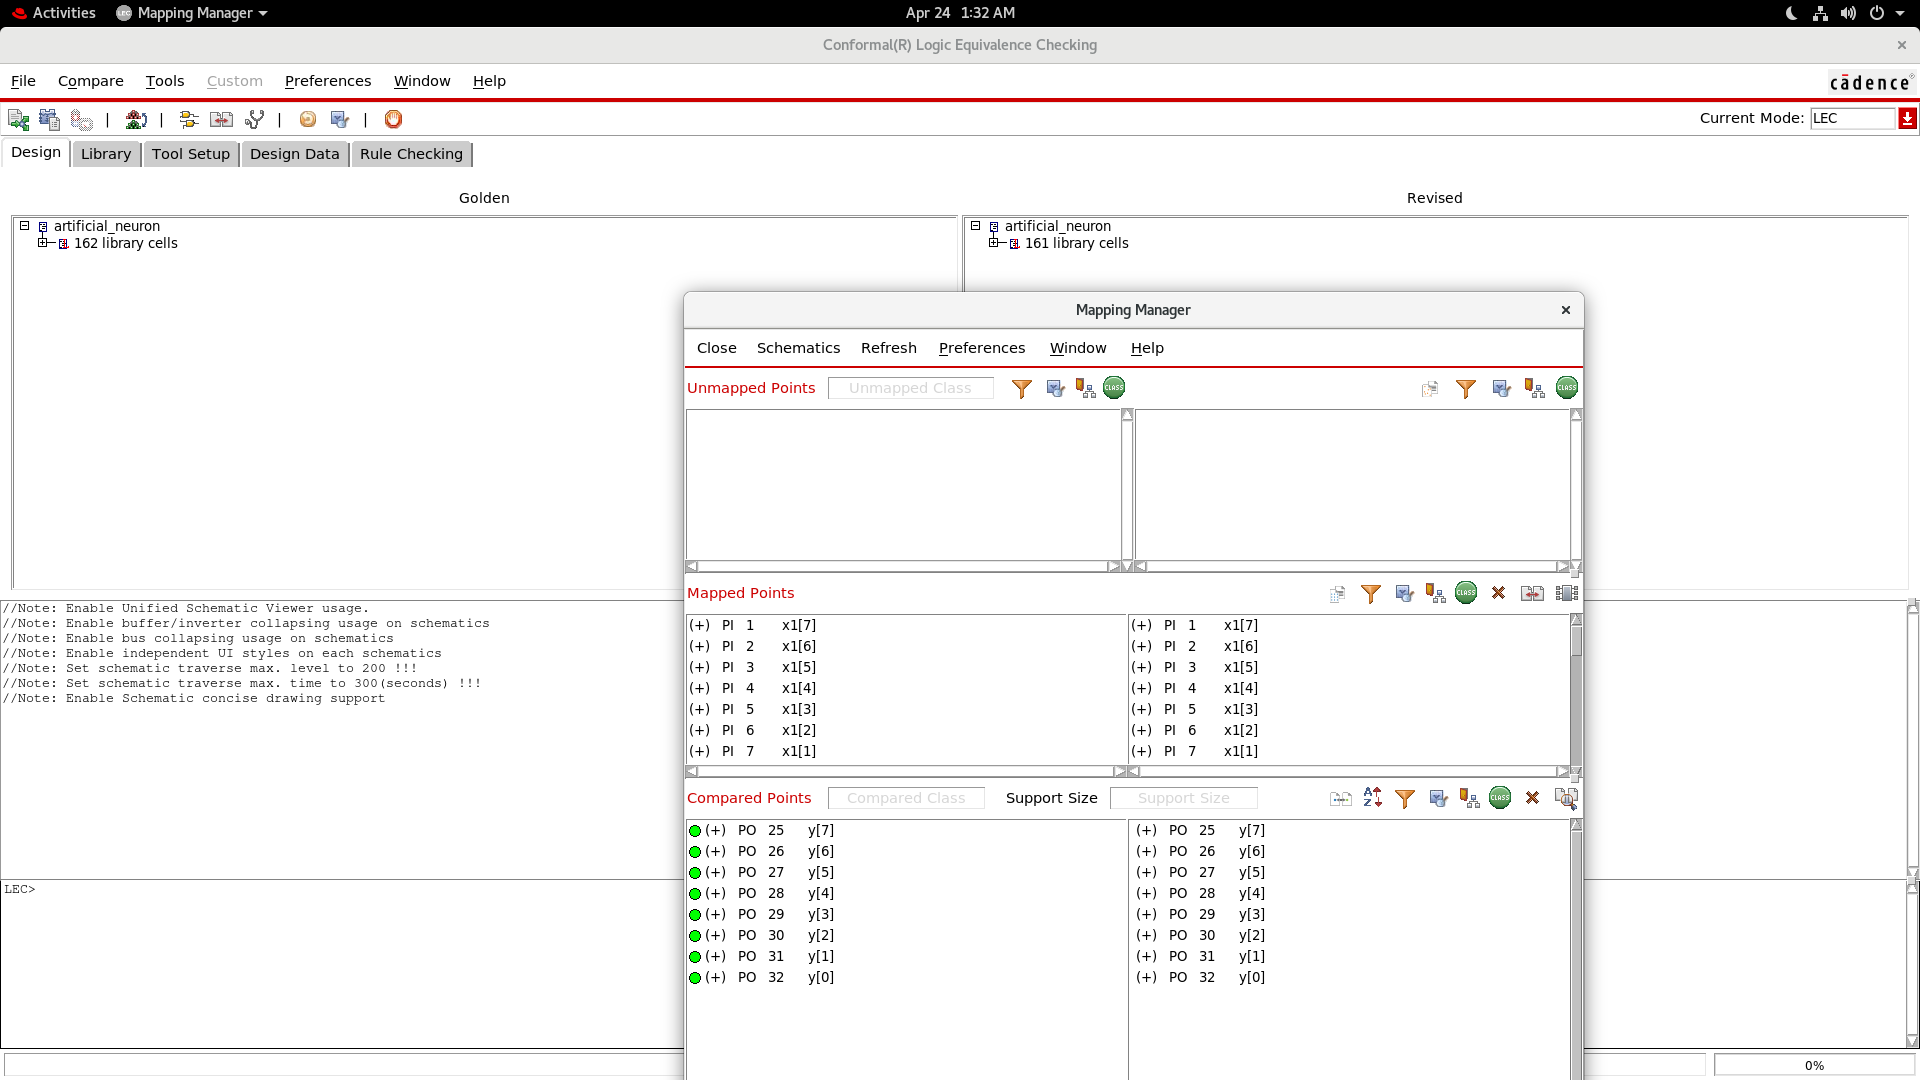 Activities Mapping Manager Apr 24 1:32 AM
Conformal(R) Logic Equivalence Checking
File Compare Tools Custom Preferences Window Help cādence
Current Mode: LEC
Design Library Tool Setup Design Data Rule Checking
Golden Revised
artificial_neuron artificial_neuron
162 library cells 161 library cells
Mapping Manager
Close Schematics Refresh Preferences Window Help
Unmapped Points Unmapped Class CLASS CLASS
Mapped Points CLASS
(+) PI 1 x1[7] (+) PI 1 x1[7]
(+) PI 2 x1[6] (+) PI 2 x1[6]
(+) PI 3 x1[5] (+) PI 3 x1[5]
(+) PI 4 x1[4] (+) PI 4 x1[4]
(+) PI 5 x1[3] (+) PI 5 x1[3]
(+) PI 6 x1[2] (+) PI 6 x1[2]
(+) PI 7 x1[1] (+) PI 7 x1[1]
Compared Points Compared Class Support Size Support Size AZ CLASS
(+) PO 25 y[7] (+) PO 25 y[7]
(+) PO 26 y[6] (+) PO 26 y[6]
(+) PO 27 y[5] (+) PO 27 y[5]
(+) PO 28 y[4] (+) PO 28 y[4]
(+) PO 29 y[3] (+) PO 29 y[3]
(+) PO 30 y[2] (+) PO 30 y[2]
(+) PO 31 y[1] (+) PO 31 y[1]
(+) PO 32 y[0] (+) PO 32 y[0]
//Note: Enable Unified Schematic Viewer usage.
//Note: Enable buffer/inverter collapsing usage on schematics
//Note: Enable bus collapsing usage on schematics
//Note: Enable independent UI styles on each schematics
//Note: Set schematic traverse max. level to 200 !!!
//Note: Set schematic traverse max. time to 300(seconds) !!!
//Note: Enable Schematic concise drawing support
LEC>
0%